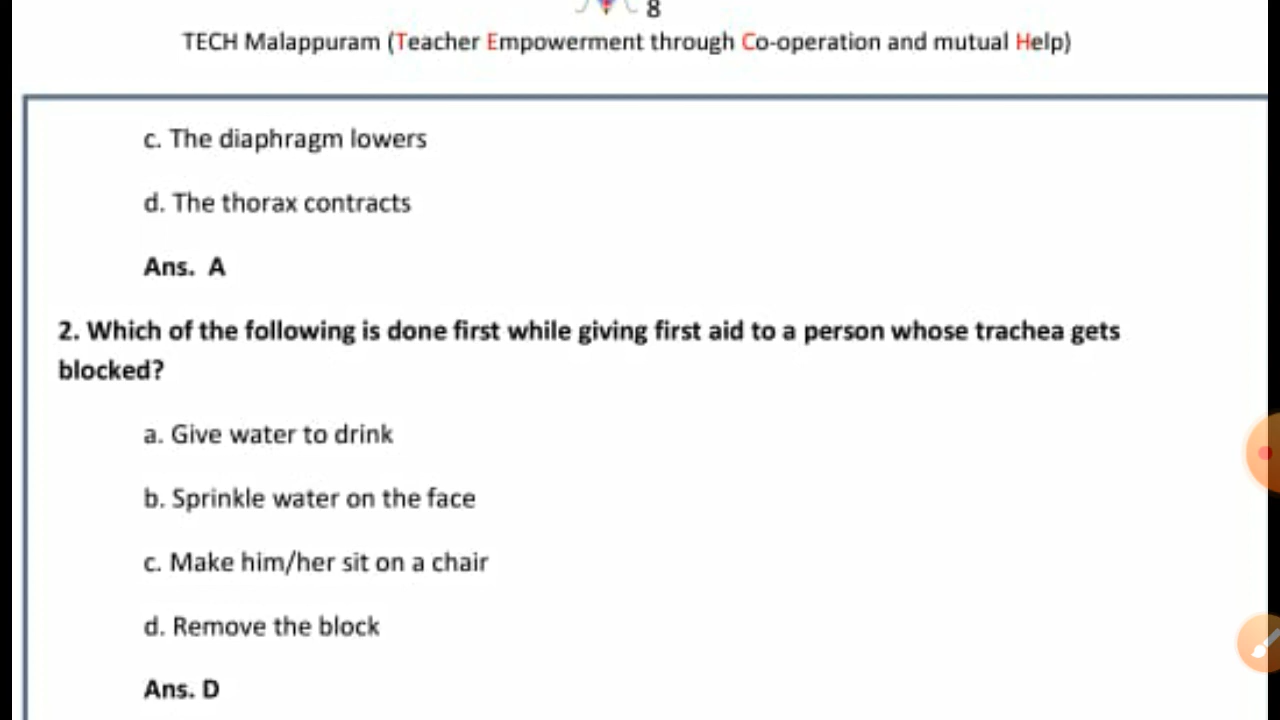 8
TECH Malappuram (Teacher Empowerment through Co-operation and mutual Help)
c. The diaphragm lowers
d. The thorax contracts
Ans. A
2. Which of the following is done first while giving first aid to a person whose trachea gets
blocked?
a. Give water to drink
b. Sprinkle water on the face
c. Make him/her sit on a chair
d. Remove the block
Ans. D